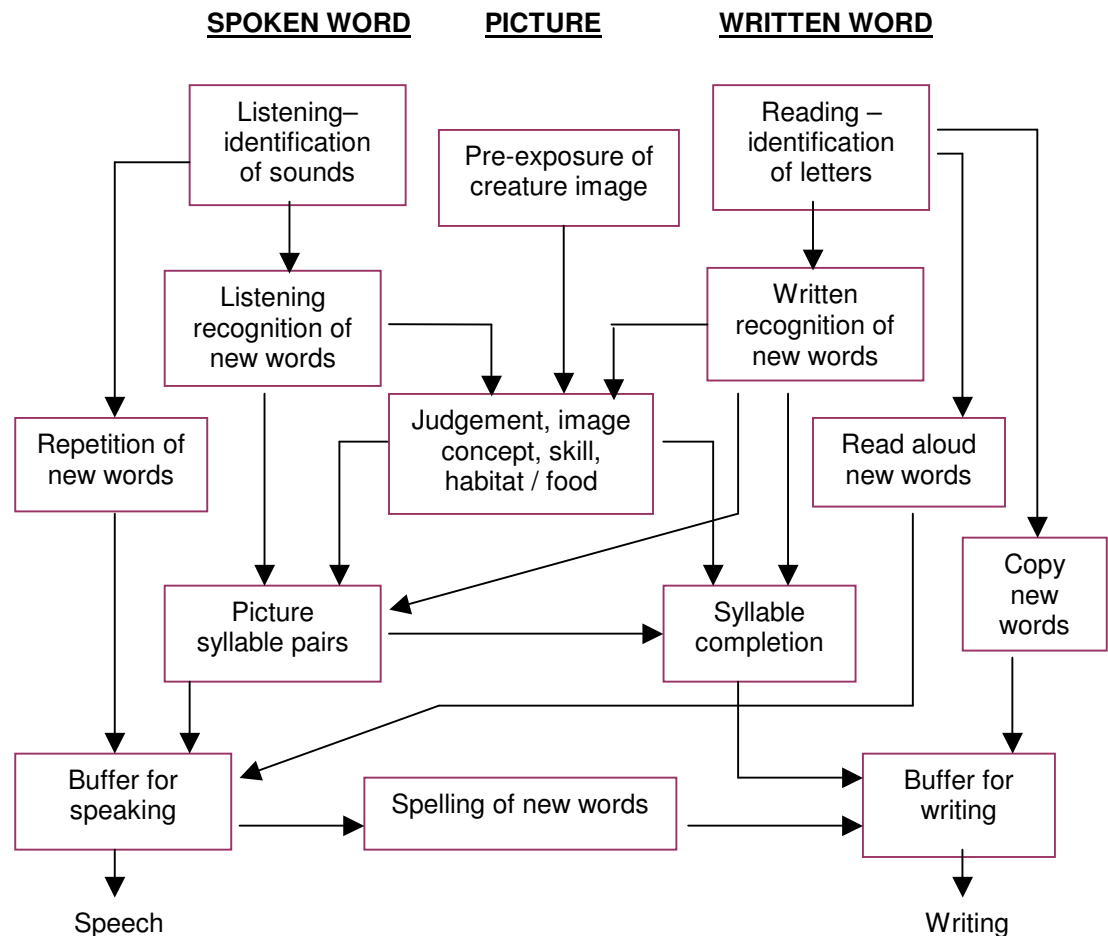 SPOKEN WORD
PICTURE
WRITTEN WORD
Listening–
identification
of sounds
Pre-exposure of
creature image
Reading –
identification
of letters
Listening
recognition of
new words
Written
recognition of
new words
Repetition of
new words
Judgement, image
concept, skill,
habitat / food
Read aloud
new words
Picture
syllable pairs
Syllable
completion
Copy
new
words
Buffer for
speaking
Spelling of new words
Buffer for
writing
Speech
Writing